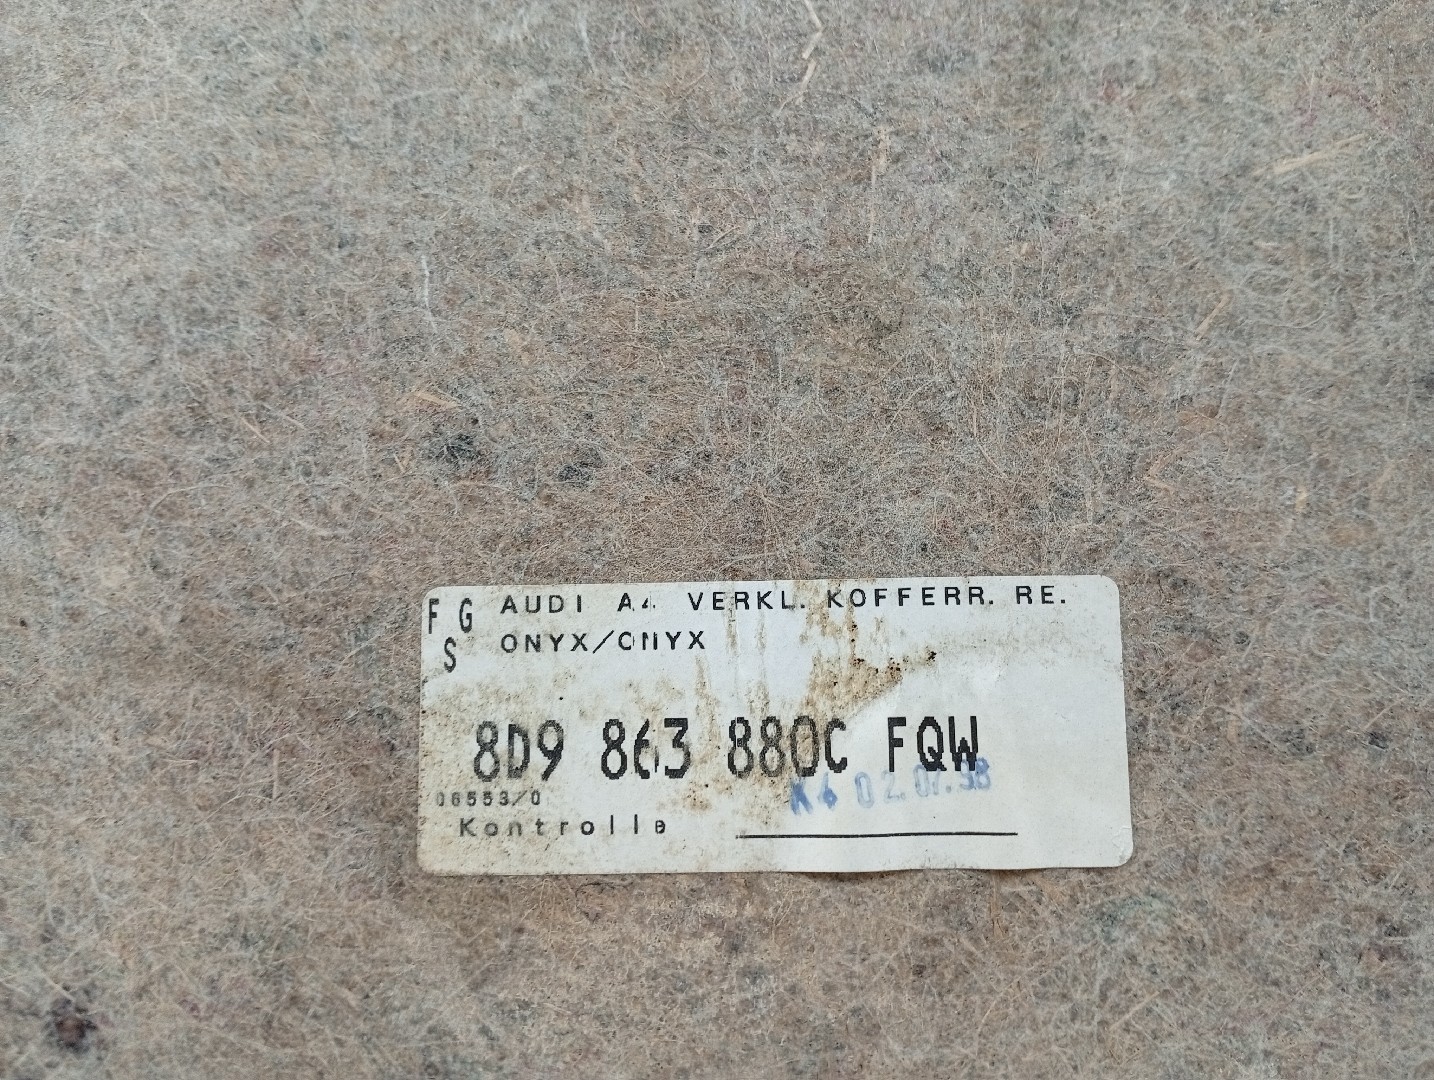 F G AUDI A4 VERKL. KOFFERR. RE.
S ONYX/ONYX
8D9 863 880C FQW
K4 02.07.98
06553/0
Kontrolle